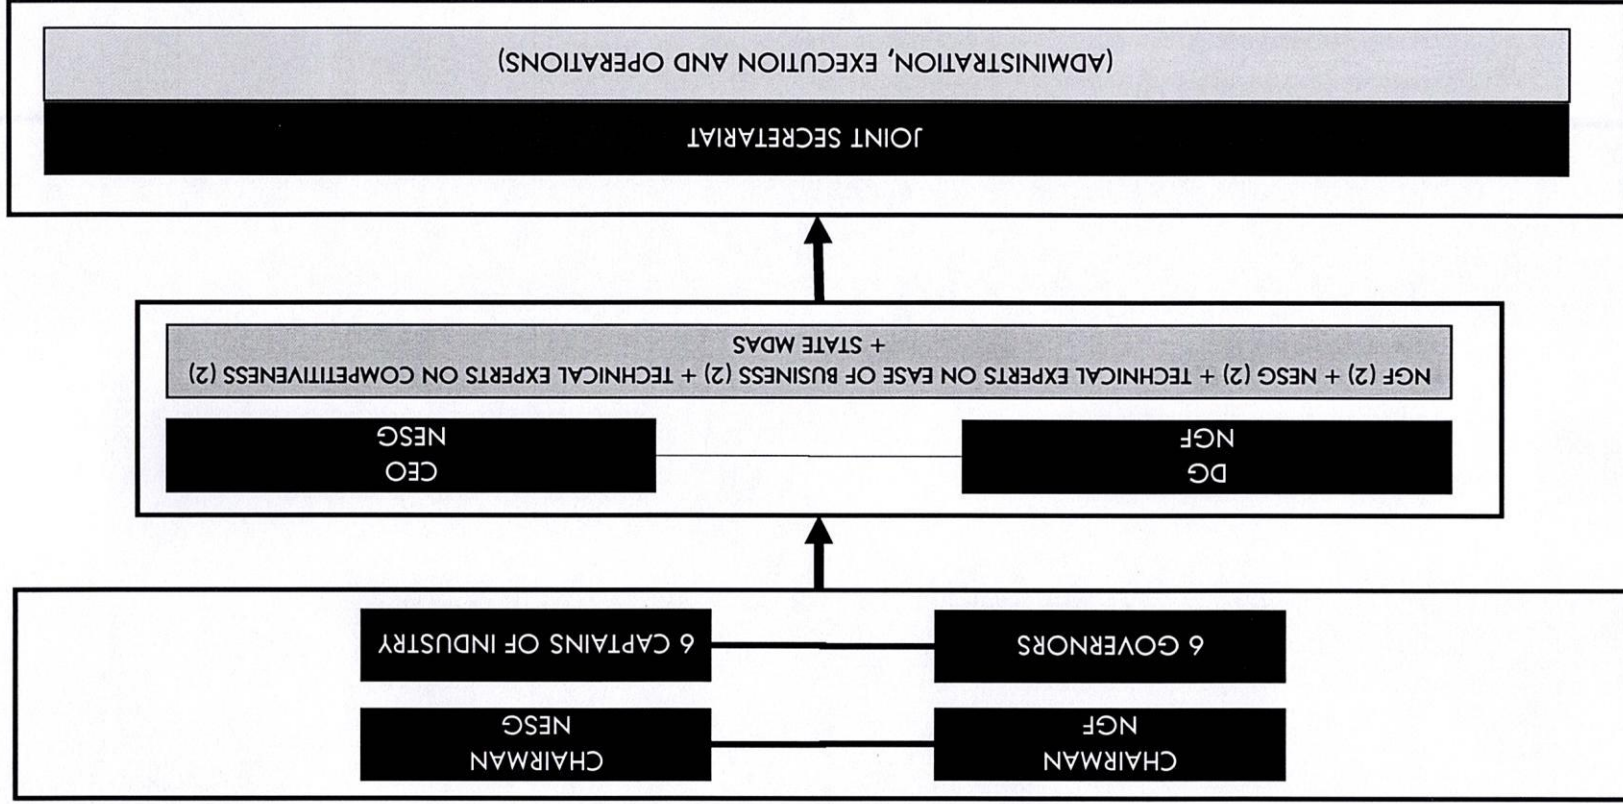 CHAIRMAN
NGF
CHAIRMAN
NESG
6 GOVERNORS
6 CAPTAINS OF INDUSTRY
DG
NGF
CEO
NESG
NGF (2) + NESG (2) + TECHNICAL EXPERTS ON EASE OF BUSINESS (2) + TECHNICAL EXPERTS ON COMPETITIVENESS (2)
+ STATE MDAS
JOINT SECRETARIAT
(ADMINISTRATION, EXECUTION AND OPERATIONS)